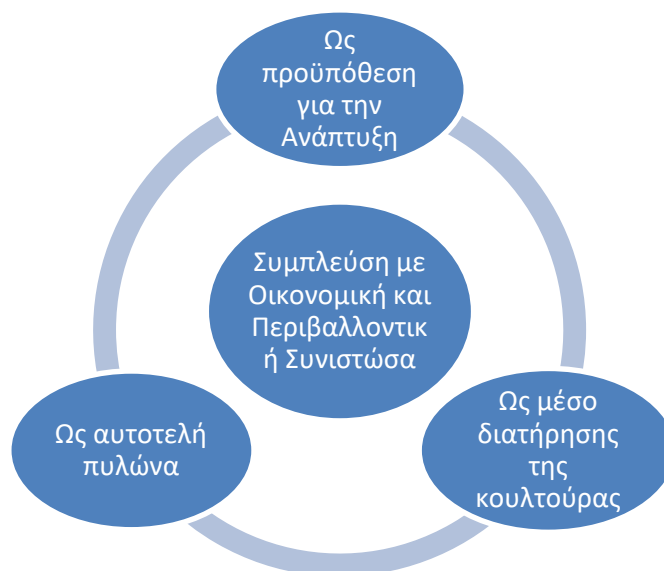 Ως
προϋπόθεση
για την
Ανάπτυξη
Συμπλεύση με
Οικονομική και
Περιβαλλοντικ
ή Συνιστώσα
Ως αυτοτελή
πυλώνα
Ως μέσο
διατήρησης
της
κουλτούρας